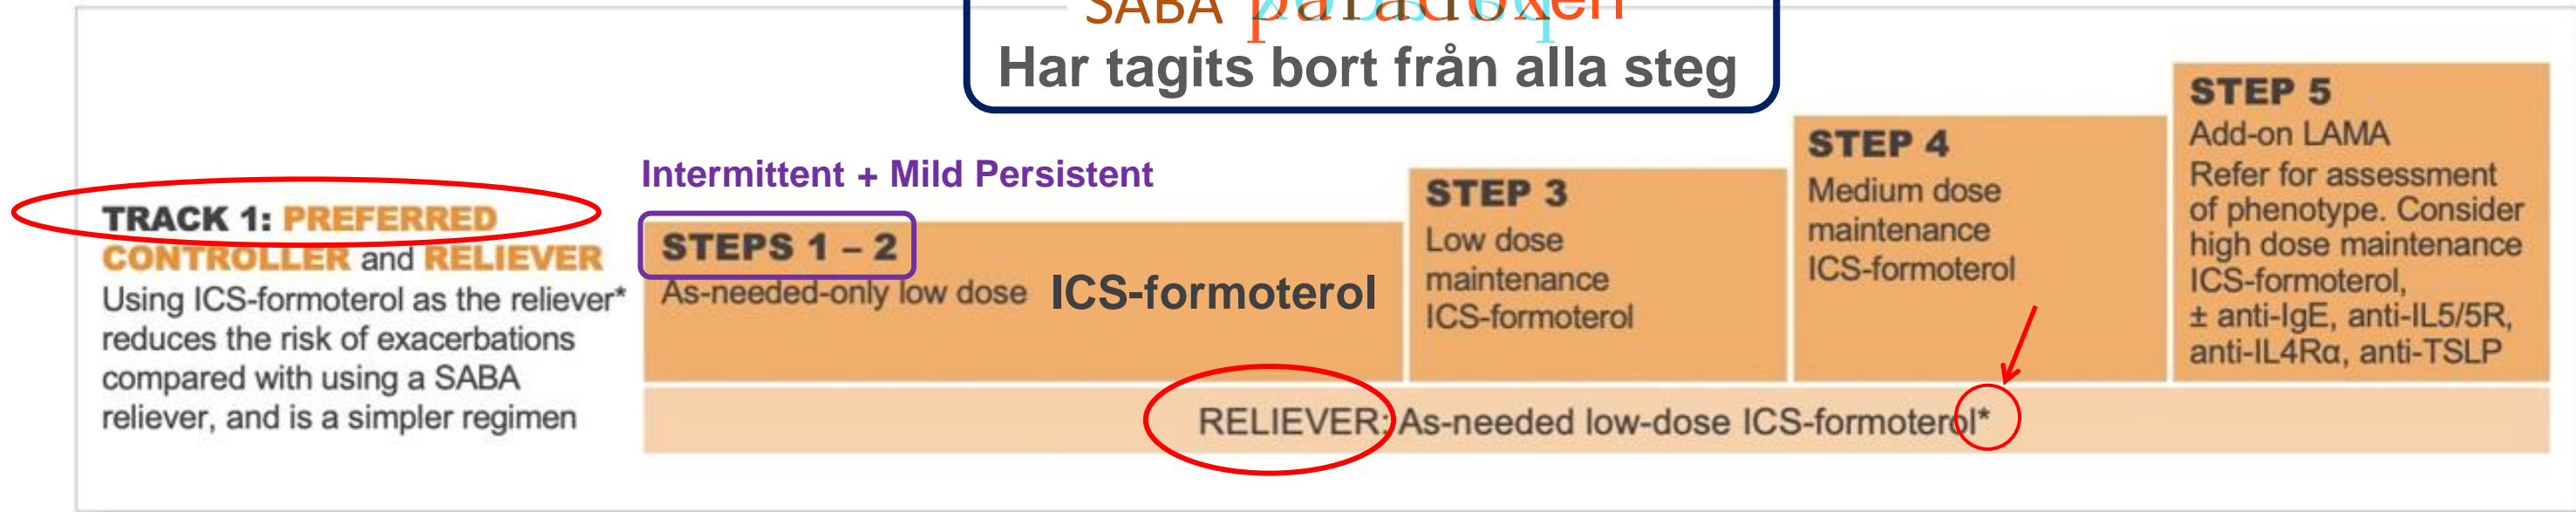 SABA paradoxen
Har tagits bort från alla steg
Intermittent + Mild Persistent
TRACK 1: PREFERRED
CONTROLLER and RELIEVER
Using ICS-formoterol as the reliever*
reduces the risk of exacerbations
compared with using a SABA
reliever, and is a simpler regimen
STEPS 1 – 2
As-needed-only low dose ICS-formoterol
STEP 3
Low dose
maintenance
ICS-formoterol
STEP 4
Medium dose
maintenance
ICS-formoterol
STEP 5
Add-on LAMA
Refer for assessment
of phenotype. Consider
high dose maintenance
ICS-formoterol,
± anti-IgE, anti-IL5/5R,
anti-IL4Rα, anti-TSLP
RELIEVER: As-needed low-dose ICS-formoterol*